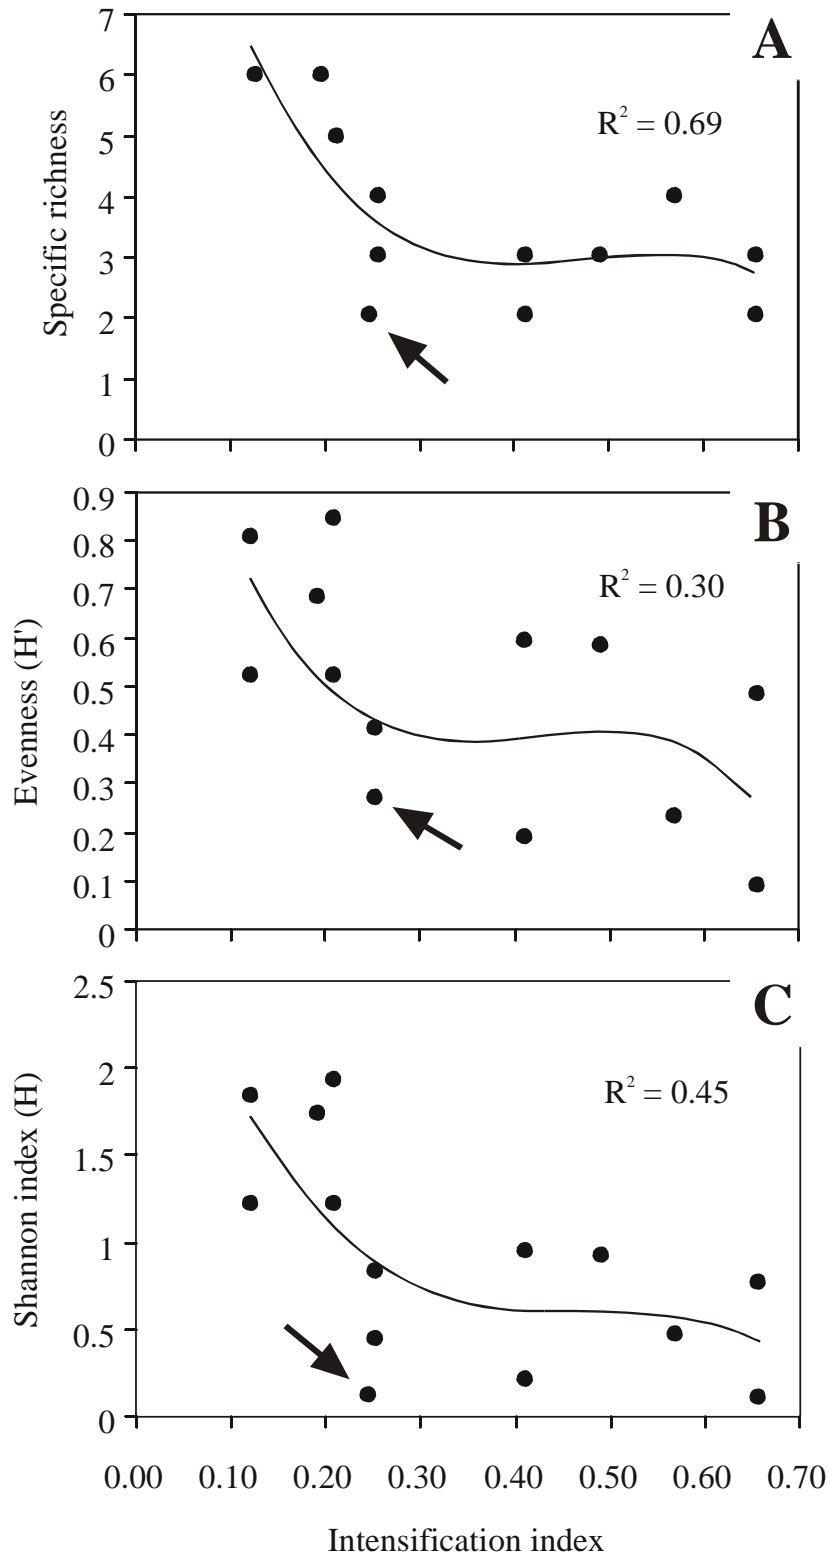 A
7
6
5
4
3
2
1
0
Specific richness
R² = 0.69
B
0.9
0.8
0.7
0.6
0.5
0.4
0.3
0.2
0.1
0
Evenness (H')
R² = 0.30
C
2.5
2
1.5
1
0.5
0
Shannon index (H)
R² = 0.45
0.00 0.10 0.20 0.30 0.40 0.50 0.60 0.70
Intensification index